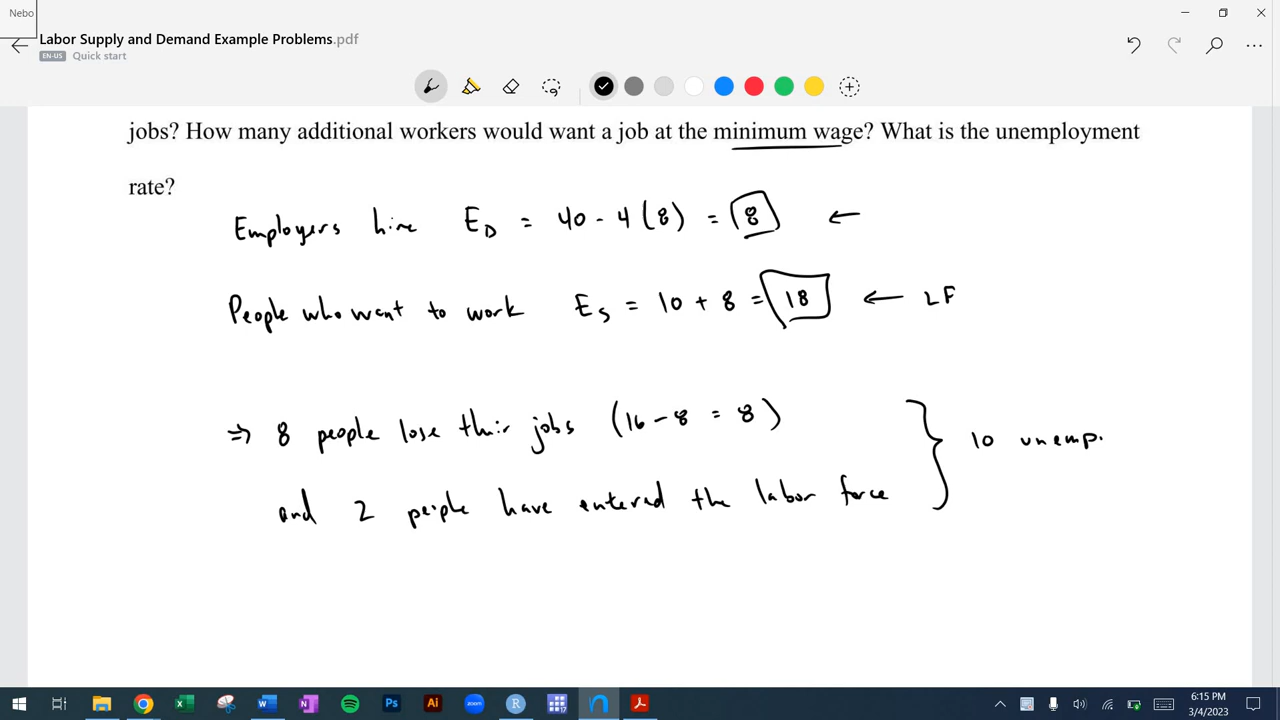 Nebo
Labor Supply and Demand Example Problems.pdf
EN-US Quick start
jobs? How many additional workers would want a job at the minimum wage? What is the unemployment
rate?
Employers hire E_D = 40 - 4(8) = 8 ←
People who want to work E_S = 10 + 8 = 18 ← LF
⇒ 8 people lose their jobs (16 - 8 = 8)
and 2 people have entered the labor force
10 unemp.
6:15 PM
3/4/2023